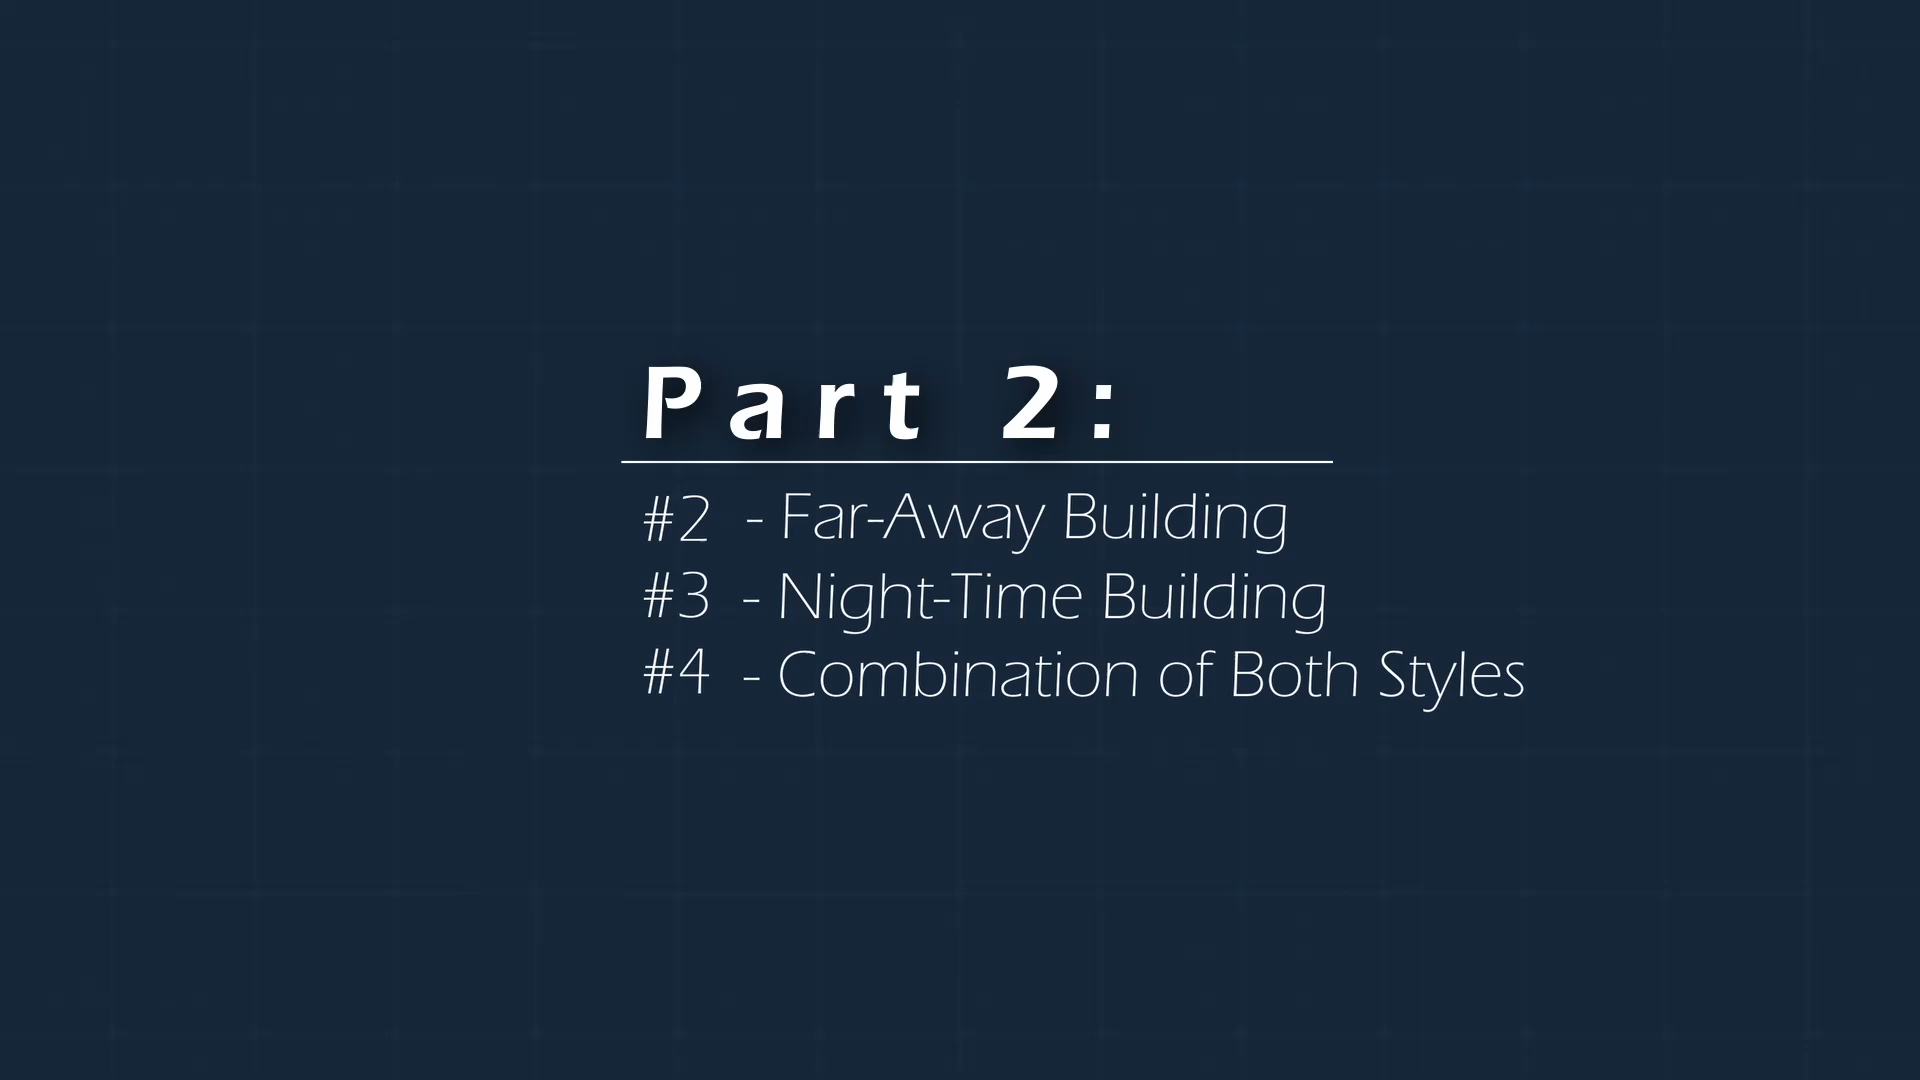 Part 2:
#2 - Far-Away Building
#3 - Night-Time Building
#4 - Combination of Both Styles